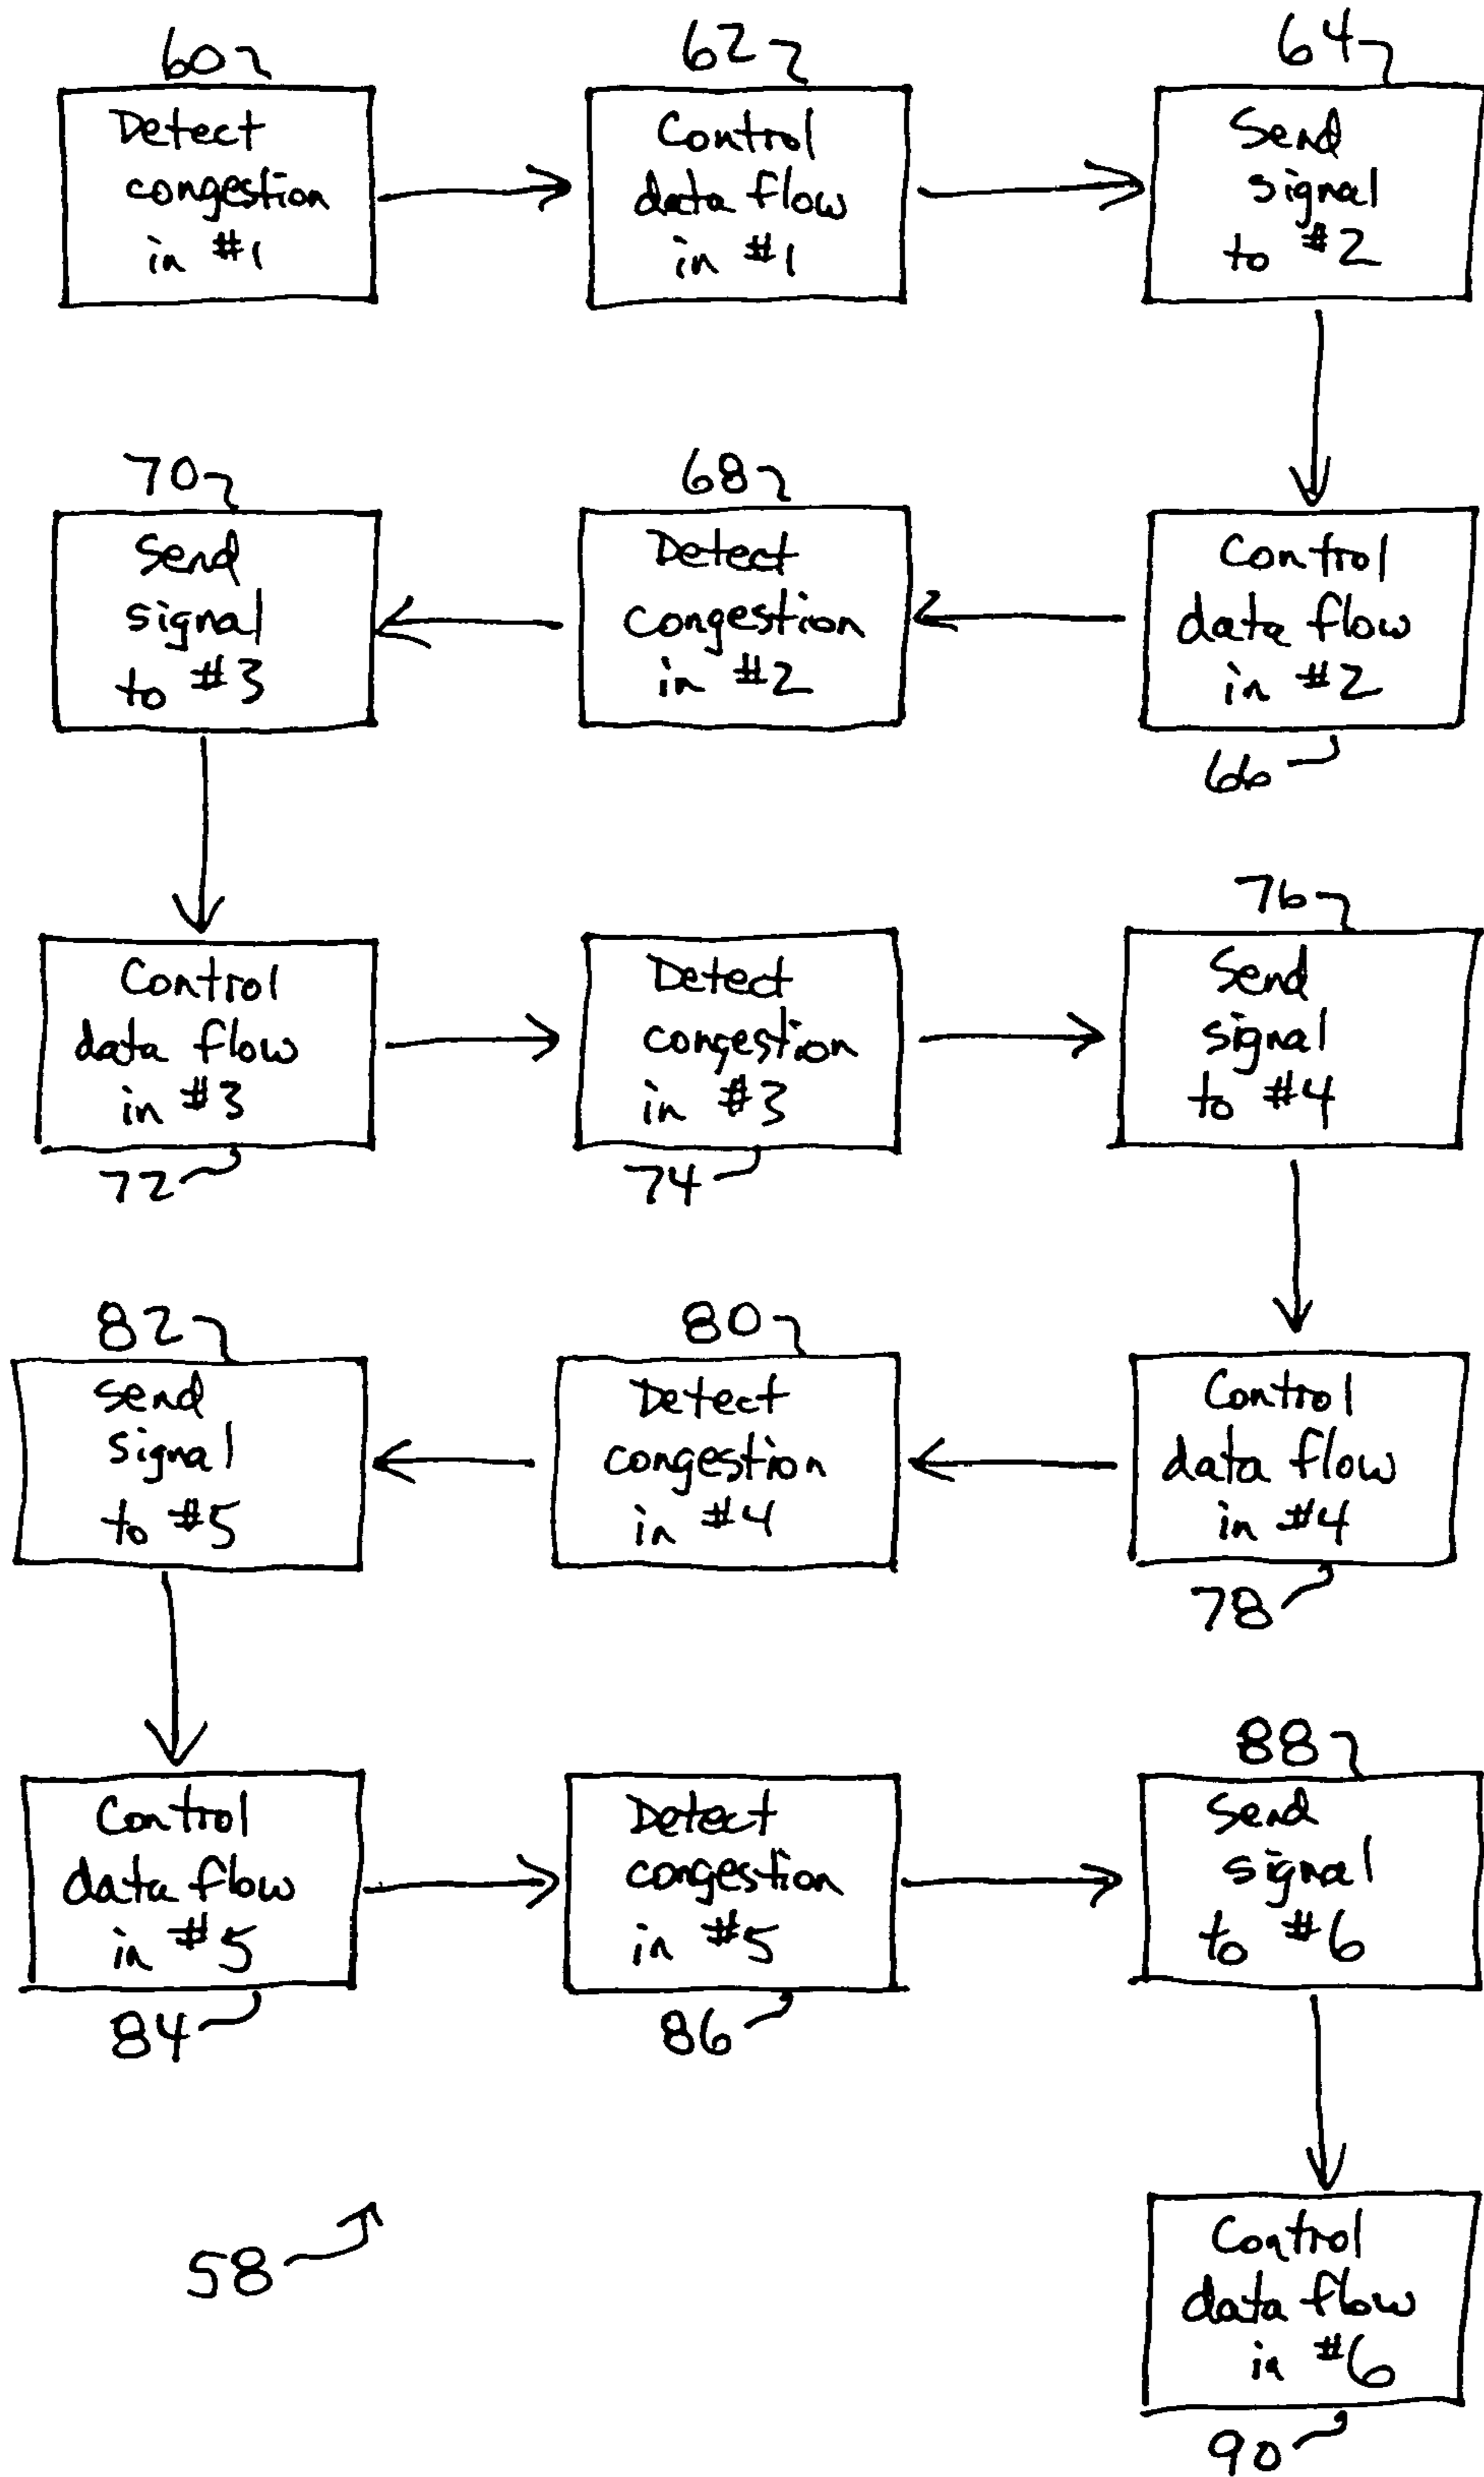 60
Detect
congestion
in #1
62
Control
data flow
in #1
64
Send
signal
to #2
70
Send
signal
to #3
68
Detect
congestion
in #2
Control
data flow
in #2
66
Control
data flow
in #3
72
Detect
congestion
in #3
74
76
Send
signal
to #4
82
Send
signal
to #5
80
Detect
congestion
in #4
Control
data flow
in #4
78
Control
data flow
in #5
84
Detect
congestion
in #5
86
88
Send
signal
to #6
58
Control
data flow
in #6
90